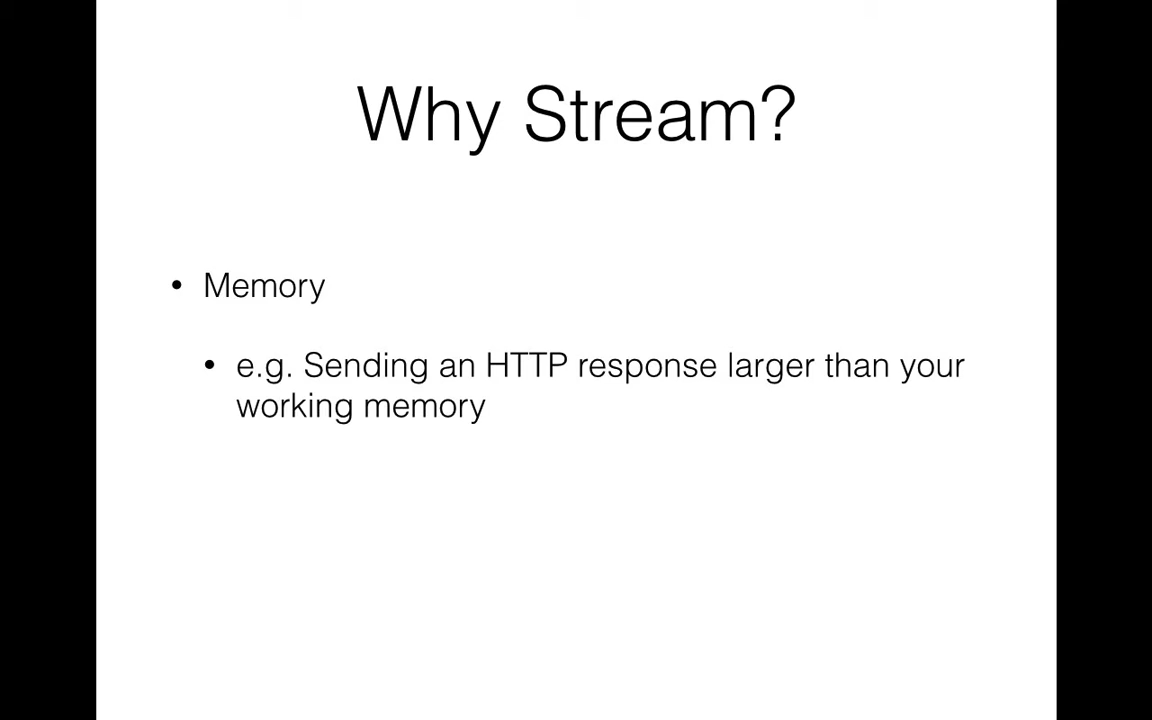 Why Stream?
• Memory
• e.g. Sending an HTTP response larger than your
working memory